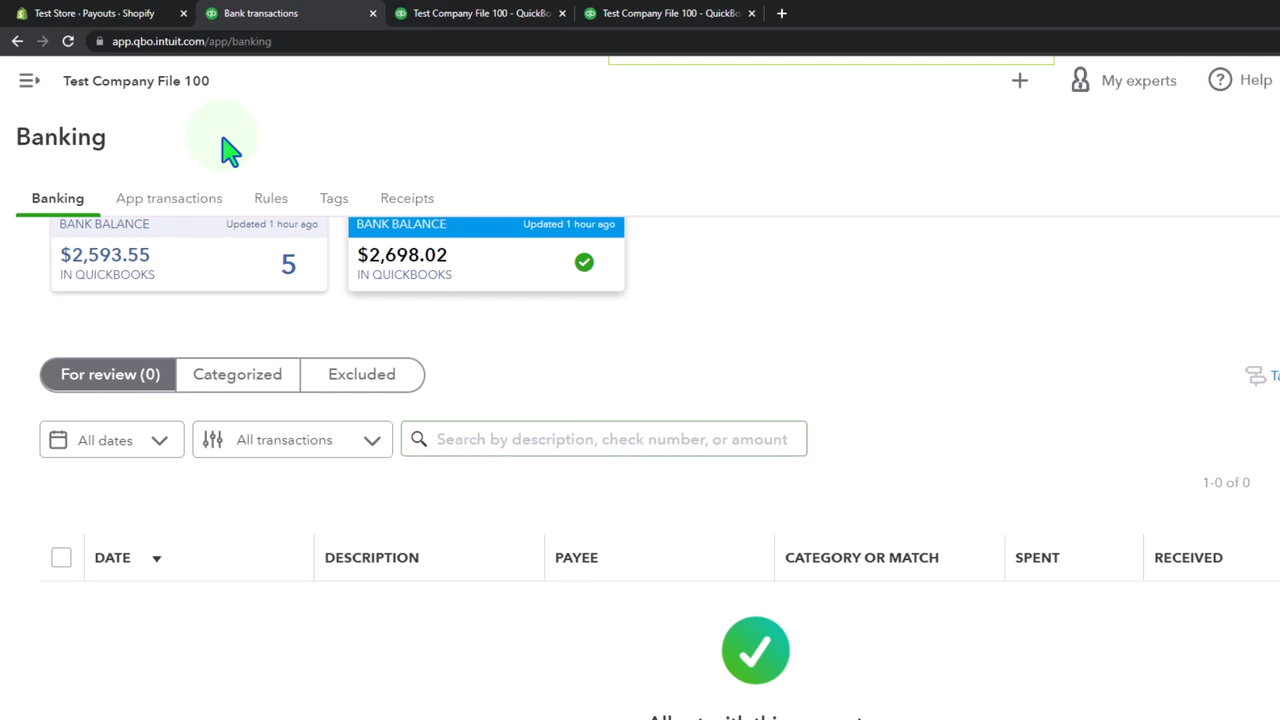 Test Store · Payouts · Shopify
Bank transactions
Test Company File 100 - QuickBo
Test Company File 100 - QuickBo
app.qbo.intuit.com/app/banking
Test Company File 100
My experts
Help
Banking
Banking
App transactions
Rules
Tags
Receipts
BANK BALANCE
Updated 1 hour ago
$2,593.55
IN QUICKBOOKS
5
BANK BALANCE
Updated 1 hour ago
$2,698.02
IN QUICKBOOKS
For review (0)
Categorized
Excluded
All dates
All transactions
Search by description, check number, or amount
1-0 of 0
DATE
DESCRIPTION
PAYEE
CATEGORY OR MATCH
SPENT
RECEIVED